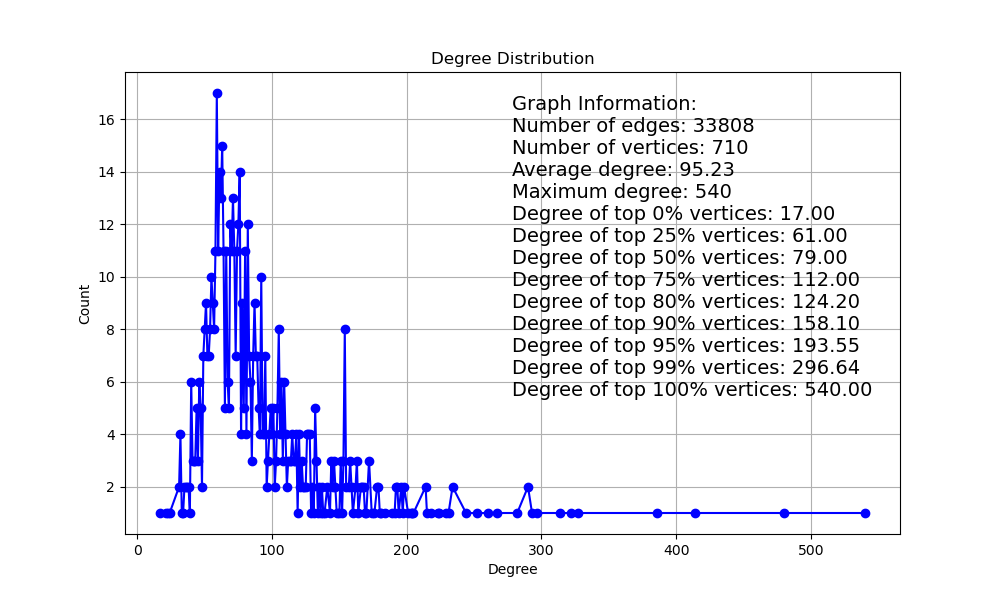 Degree Distribution
Graph Information:
Number of edges: 33808
Number of vertices: 710
Average degree: 95.23
Maximum degree: 540
Degree of top 0% vertices: 17.00
Degree of top 25% vertices: 61.00
Degree of top 50% vertices: 79.00
Degree of top 75% vertices: 112.00
Degree of top 80% vertices: 124.20
Degree of top 90% vertices: 158.10
Degree of top 95% vertices: 193.55
Degree of top 99% vertices: 296.64
Degree of top 100% vertices: 540.00
Count
16
14
12
10
8
6
4
2
0 100 200 300 400 500
Degree